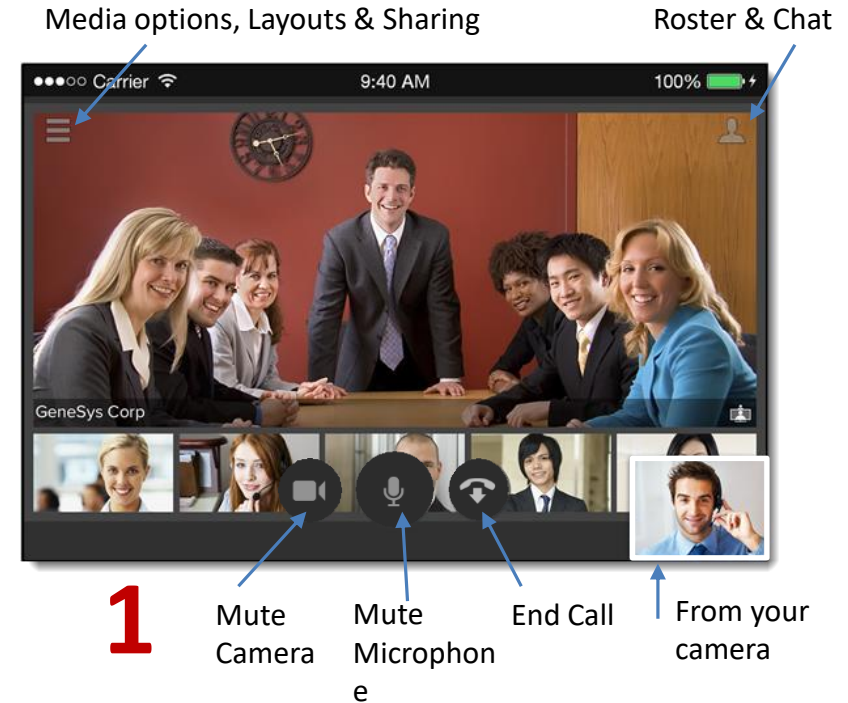 Media options, Layouts & Sharing
Roster & Chat
Carrier
9:40 AM
100%
GeneSys Corp
1
Mute
Camera
Mute
Microphon
e
End Call
From your
camera